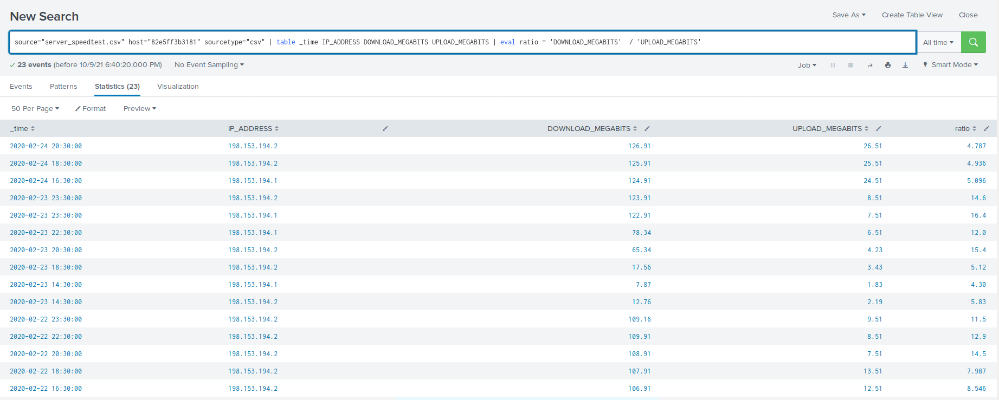 New Search
Save As Create Table View Close
source="server_speedtest.csv" host="82e5ff3b3181" sourcetype="csv" | table _time IP_ADDRESS DOWNLOAD_MEGABITS UPLOAD_MEGABITS | eval ratio = 'DOWNLOAD_MEGABITS'  / 'UPLOAD_MEGABITS' All time
23 events (before 10/9/21 6:40:20.000 PM) No Event Sampling Job Smart Mode
Events Patterns Statistics (23) Visualization
50 Per Page Format Preview
_time IP_ADDRESS DOWNLOAD_MEGABITS UPLOAD_MEGABITS ratio
2020-02-24 20:30:00 198.153.194.2 126.91 26.51 4.787
2020-02-24 18:30:00 198.153.194.2 125.91 25.51 4.936
2020-02-24 16:30:00 198.153.194.1 124.91 24.51 5.096
2020-02-23 23:30:00 198.153.194.2 123.91 8.51 14.6
2020-02-23 23:30:00 198.153.194.1 122.91 7.51 16.4
2020-02-23 22:30:00 198.153.194.1 78.34 6.51 12.0
2020-02-23 20:30:00 198.153.194.2 65.34 4.23 15.4
2020-02-23 18:30:00 198.153.194.2 17.56 3.43 5.12
2020-02-23 14:30:00 198.153.194.1 7.87 1.83 4.30
2020-02-23 14:30:00 198.153.194.2 12.76 2.19 5.83
2020-02-22 23:30:00 198.153.194.2 109.16 9.51 11.5
2020-02-22 22:30:00 198.153.194.2 109.91 8.51 12.9
2020-02-22 20:30:00 198.153.194.2 108.91 7.51 14.5
2020-02-22 18:30:00 198.153.194.2 107.91 13.51 7.987
2020-02-22 16:30:00 198.153.194.2 106.91 12.51 8.546